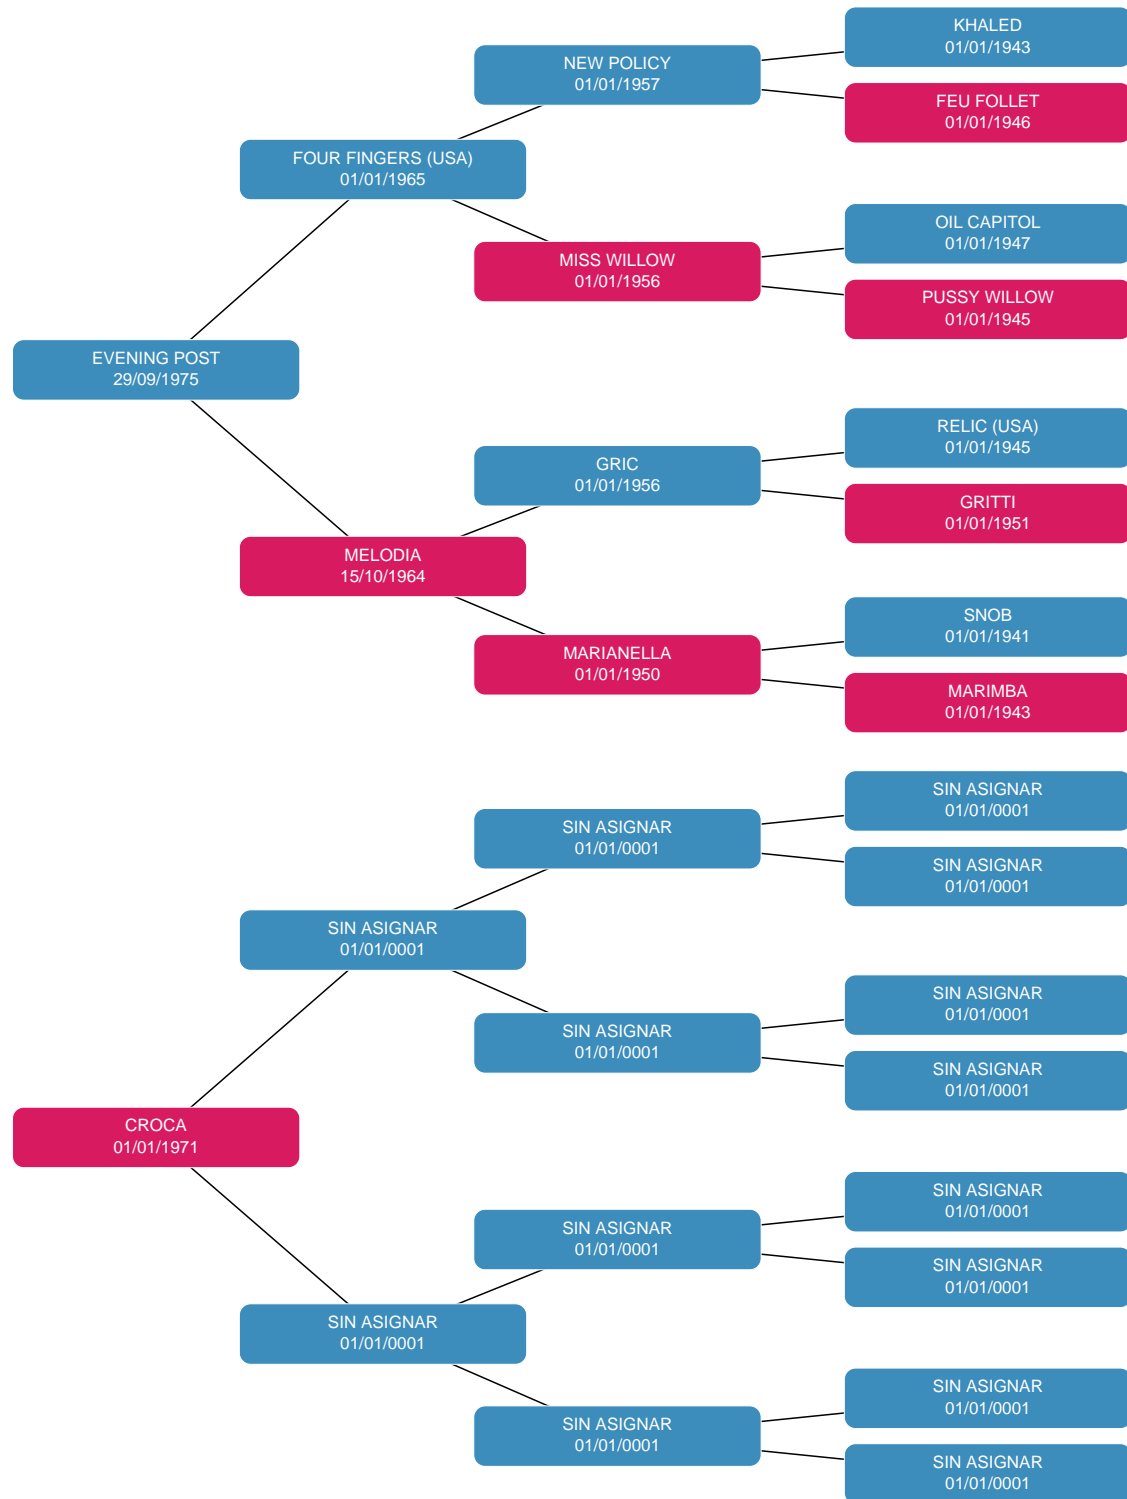 KHALED
01/01/1943
NEW POLICY
01/01/1957
FEU FOLLET
01/01/1946
FOUR FINGERS (USA)
01/01/1965
OIL CAPITOL
01/01/1947
MISS WILLOW
01/01/1956
PUSSY WILLOW
01/01/1945
EVENING POST
29/09/1975
RELIC (USA)
01/01/1945
GRIC
01/01/1956
GRITTI
01/01/1951
MELODIA
15/10/1964
SNOB
01/01/1941
MARIANELLA
01/01/1950
MARIMBA
01/01/1943
SIN ASIGNAR
01/01/0001
SIN ASIGNAR
01/01/0001
SIN ASIGNAR
01/01/0001
SIN ASIGNAR
01/01/0001
SIN ASIGNAR
01/01/0001
SIN ASIGNAR
01/01/0001
SIN ASIGNAR
01/01/0001
CROCA
01/01/1971
SIN ASIGNAR
01/01/0001
SIN ASIGNAR
01/01/0001
SIN ASIGNAR
01/01/0001
SIN ASIGNAR
01/01/0001
SIN ASIGNAR
01/01/0001
SIN ASIGNAR
01/01/0001
SIN ASIGNAR
01/01/0001